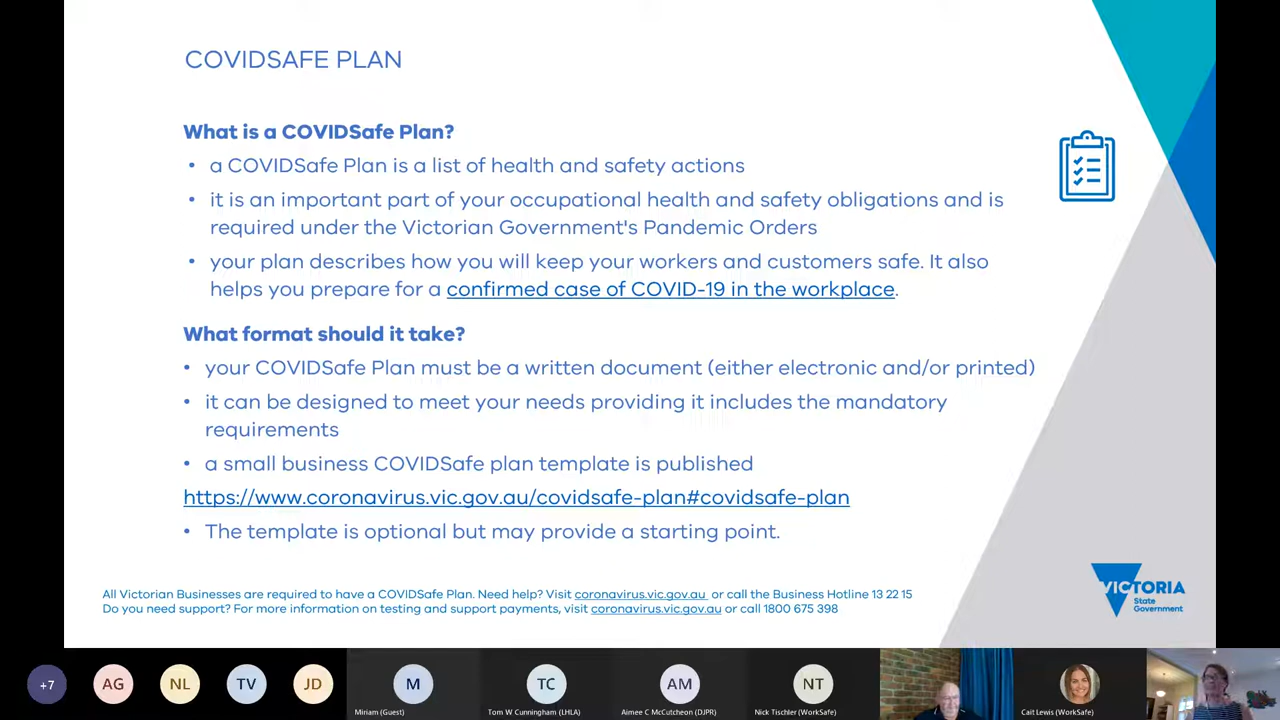 COVIDSAFE PLAN
What is a COVIDSafe Plan?
• a COVIDSafe Plan is a list of health and safety actions
• it is an important part of your occupational health and safety obligations and is
required under the Victorian Government's Pandemic Orders
• your plan describes how you will keep your workers and customers safe. It also
helps you prepare for a confirmed case of COVID-19 in the workplace.
What format should it take?
• your COVIDSafe Plan must be a written document (either electronic and/or printed)
• it can be designed to meet your needs providing it includes the mandatory
requirements
• a small business COVIDSafe plan template is published
https://www.coronavirus.vic.gov.au/covidsafe-plan#covidsafe-plan
• The template is optional but may provide a starting point.
All Victorian Businesses are required to have a COVIDSafe Plan. Need help? Visit coronavirus.vic.gov.au or call the Business Hotline 13 22 15
Do you need support? For more information on testing and support payments, visit coronavirus.vic.gov.au or call 1800 675 398
VICTORIA
State
Government
+7
AG
NL
TV
JD
M
TC
AM
NT
Miriam (Guest)
Tom W Cunningham (LHLA)
Aimee C McCutcheon (DJPR)
Nick Tischler (WorkSafe)
Cait Lewis (WorkSafe)